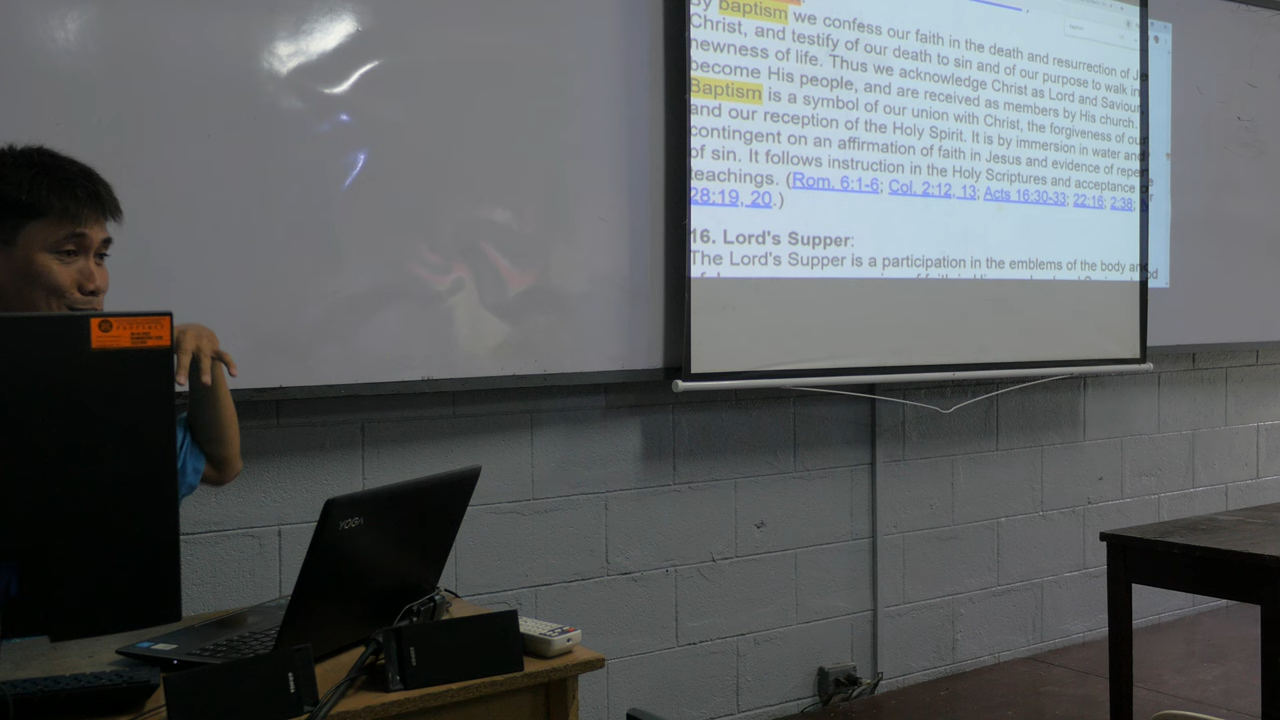 By baptism we confess our faith in the death and resurrection of
Christ, and testify of our death to sin and of our purpose to walk in
newness of life. Thus we acknowledge Christ as Lord and Saviour,
become His people, and are received as members by His church.
Baptism is a symbol of our union with Christ, the forgiveness of our
and our reception of the Holy Spirit. It is by immersion in water and
contingent on an affirmation of faith in Jesus and evidence of
of sin. It follows instruction in the Holy Scriptures and acceptance
teachings. (Rom. 6:1-6; Col. 2:12, 13; Acts 16:30-33; 22:16; 2:38;
28:19, 20.)
16. Lord's Supper:
The Lord's Supper is a participation in the emblems of the body and
YOGA